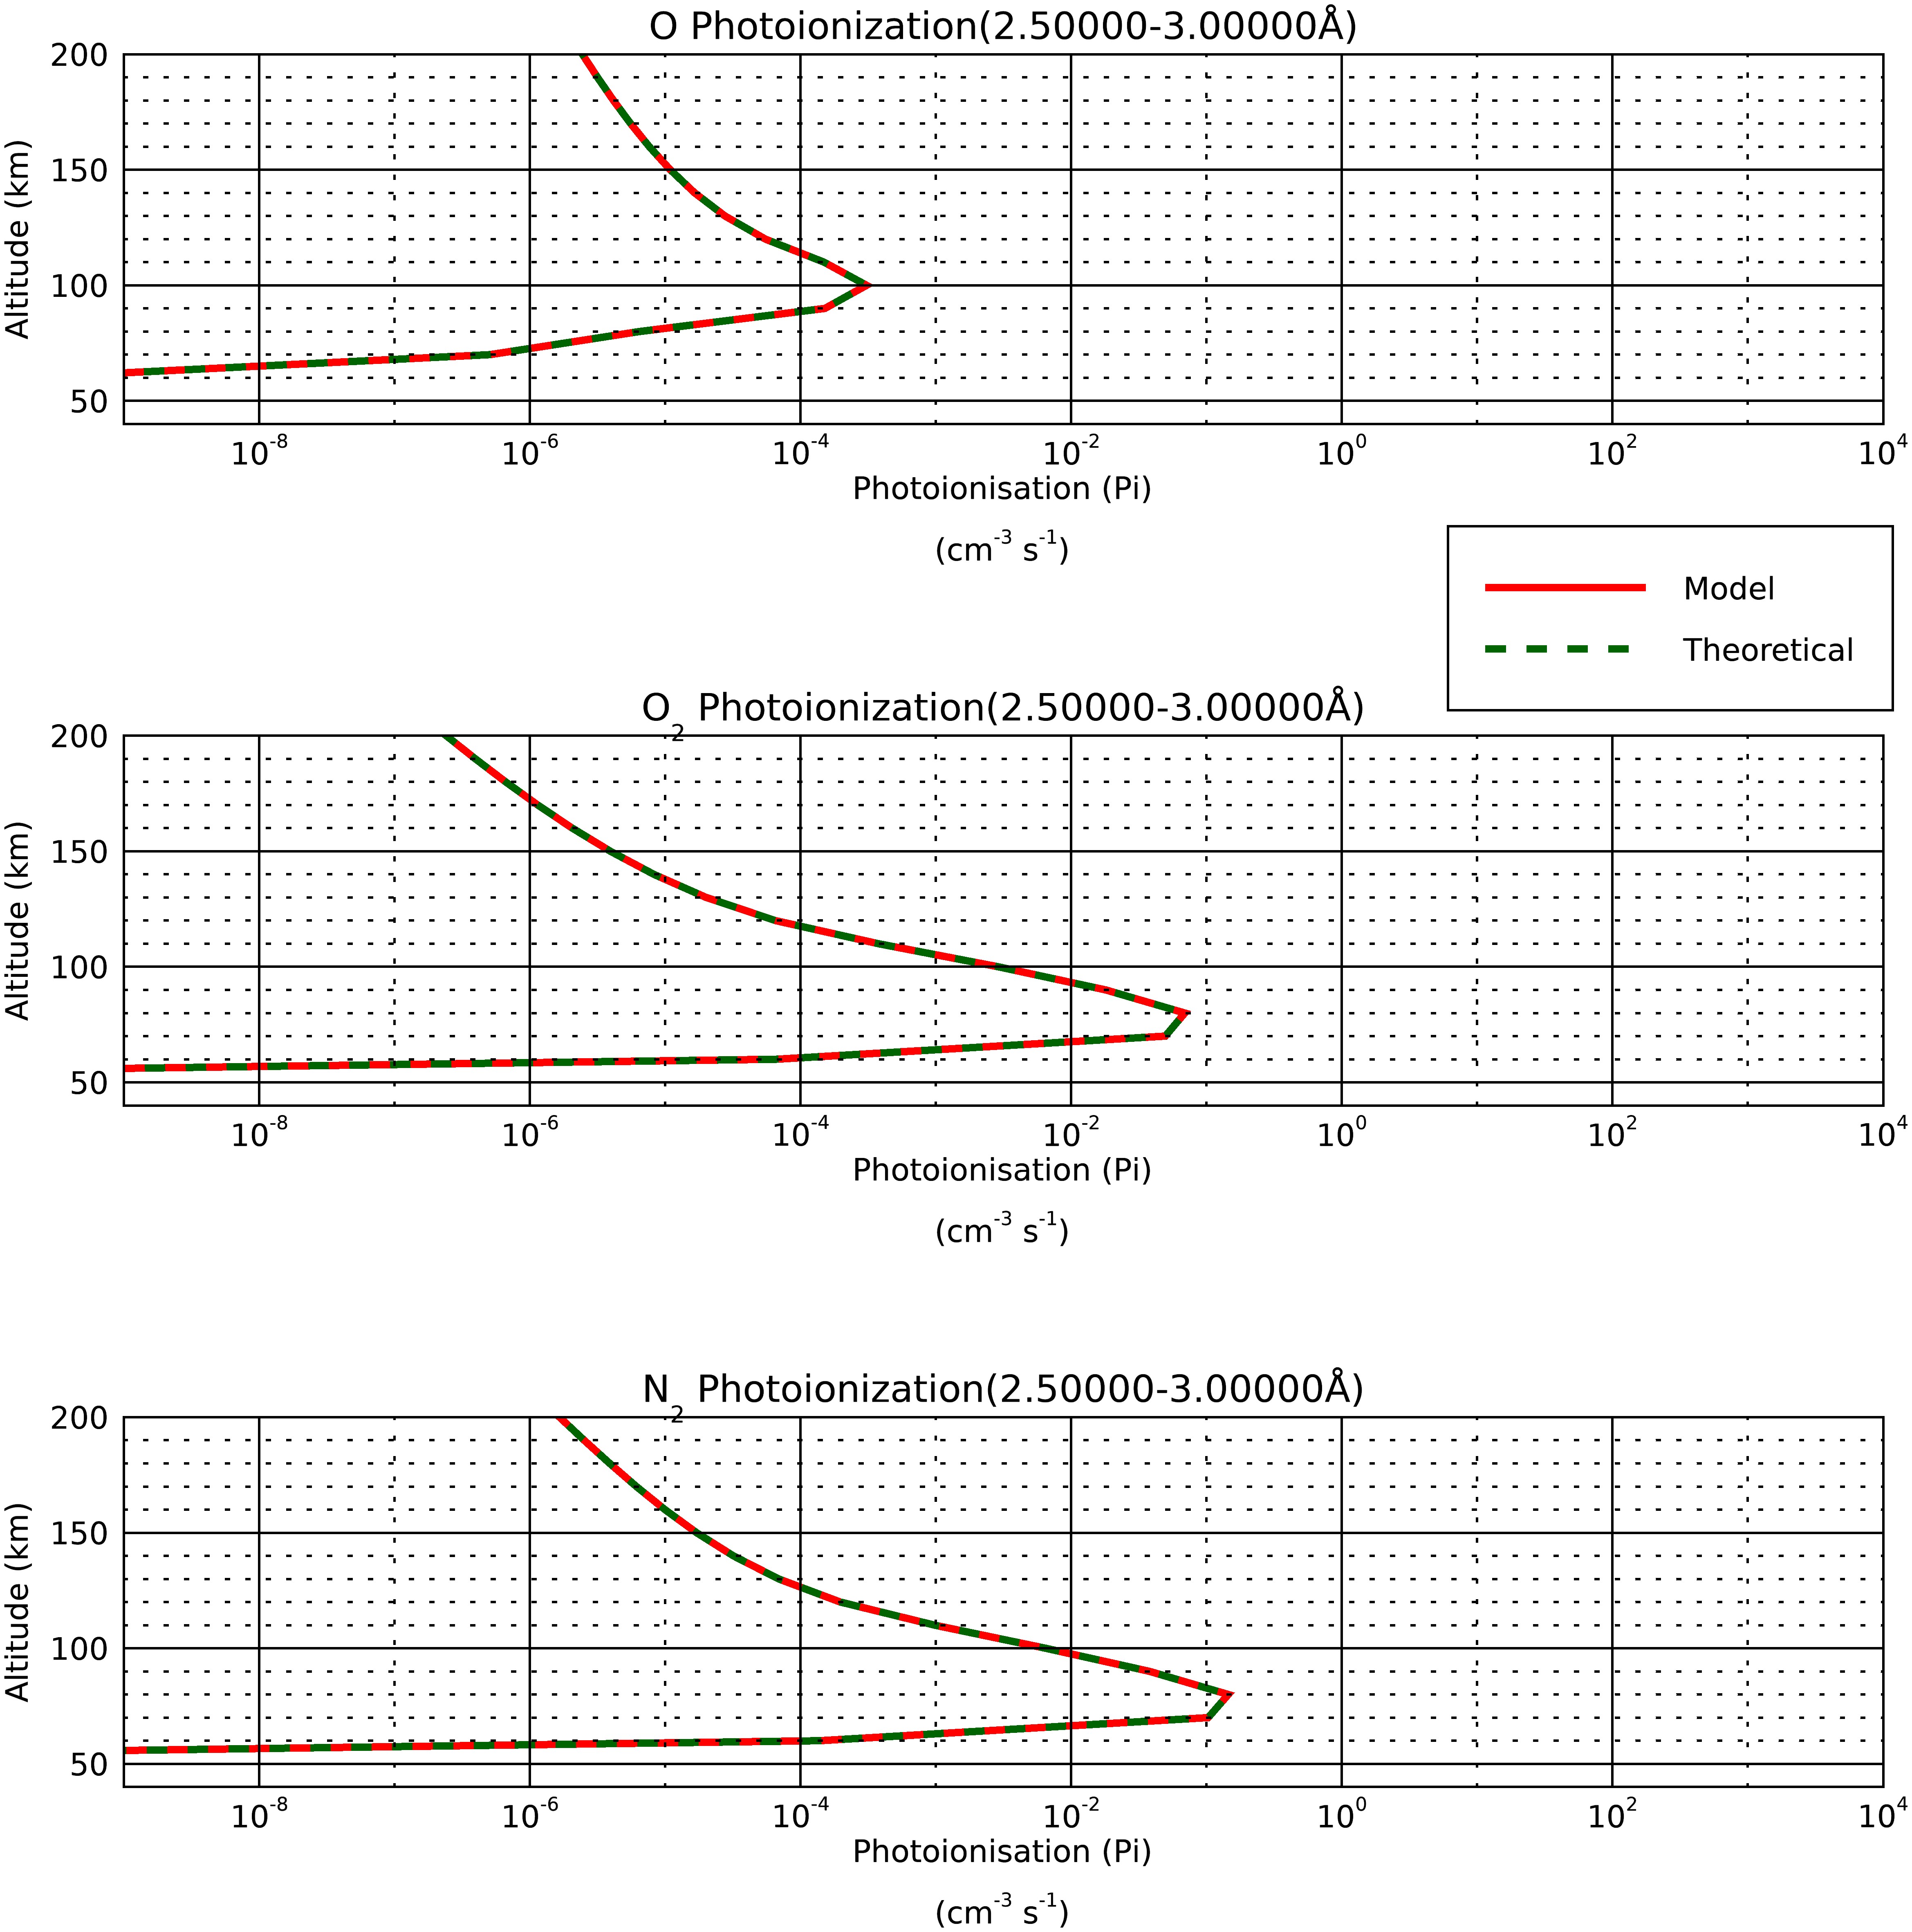 O Photoionization(2.50000-3.00000Å)
200
150
100
50
Altitude (km)
10⁻⁸ 10⁻⁶ 10⁻⁴ 10⁻² 10⁰ 10² 10⁴
Photoionisation (Pi)
(cm⁻³ s⁻¹)
Model
Theoretical
O₂ Photoionization(2.50000-3.00000Å)
200
150
100
50
Altitude (km)
10⁻⁸ 10⁻⁶ 10⁻⁴ 10⁻² 10⁰ 10² 10⁴
Photoionisation (Pi)
(cm⁻³ s⁻¹)
N₂ Photoionization(2.50000-3.00000Å)
200
150
100
50
Altitude (km)
10⁻⁸ 10⁻⁶ 10⁻⁴ 10⁻² 10⁰ 10² 10⁴
Photoionisation (Pi)
(cm⁻³ s⁻¹)